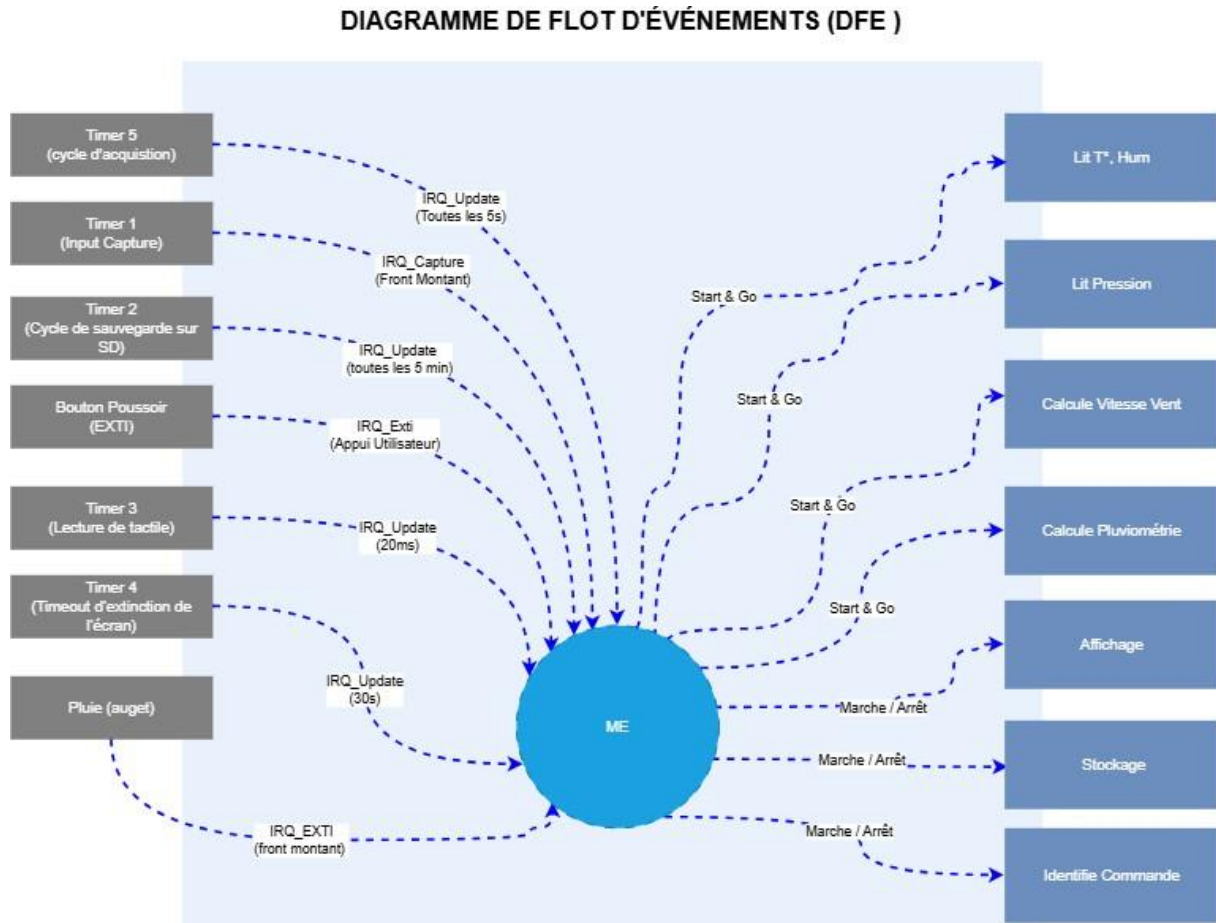 DIAGRAMME DE FLOT D'ÉVÉNEMENTS (DFE )
Timer 5
(cycle d'acquistion)
Timer 1
(Input Capture)
Timer 2
(Cycle de sauvegarde sur
SD)
Bouton Poussoir
(EXTI)
Timer 3
(Lecture de tactile)
Timer 4
(Timeout d'extinction de
l'écran)
Pluie (auget)
IRQ_Update
(Toutes les 5s)
IRQ_Capture
(Front Montant)
IRQ_Update
(toutes les 5 min)
IRQ_Exti
(Appui Utilisateur)
IRQ_Update
(20ms)
IRQ_Update
(30s)
IRQ_EXTI
(front montant)
ME
Start & Go
Start & Go
Start & Go
Start & Go
Marche / Arrêt
Marche / Arrêt
Marche / Arrêt
Lit T°, Hum
Lit Pression
Calcule Vitesse Vent
Calcule Pluviométrie
Affichage
Stockage
Identifie Commande